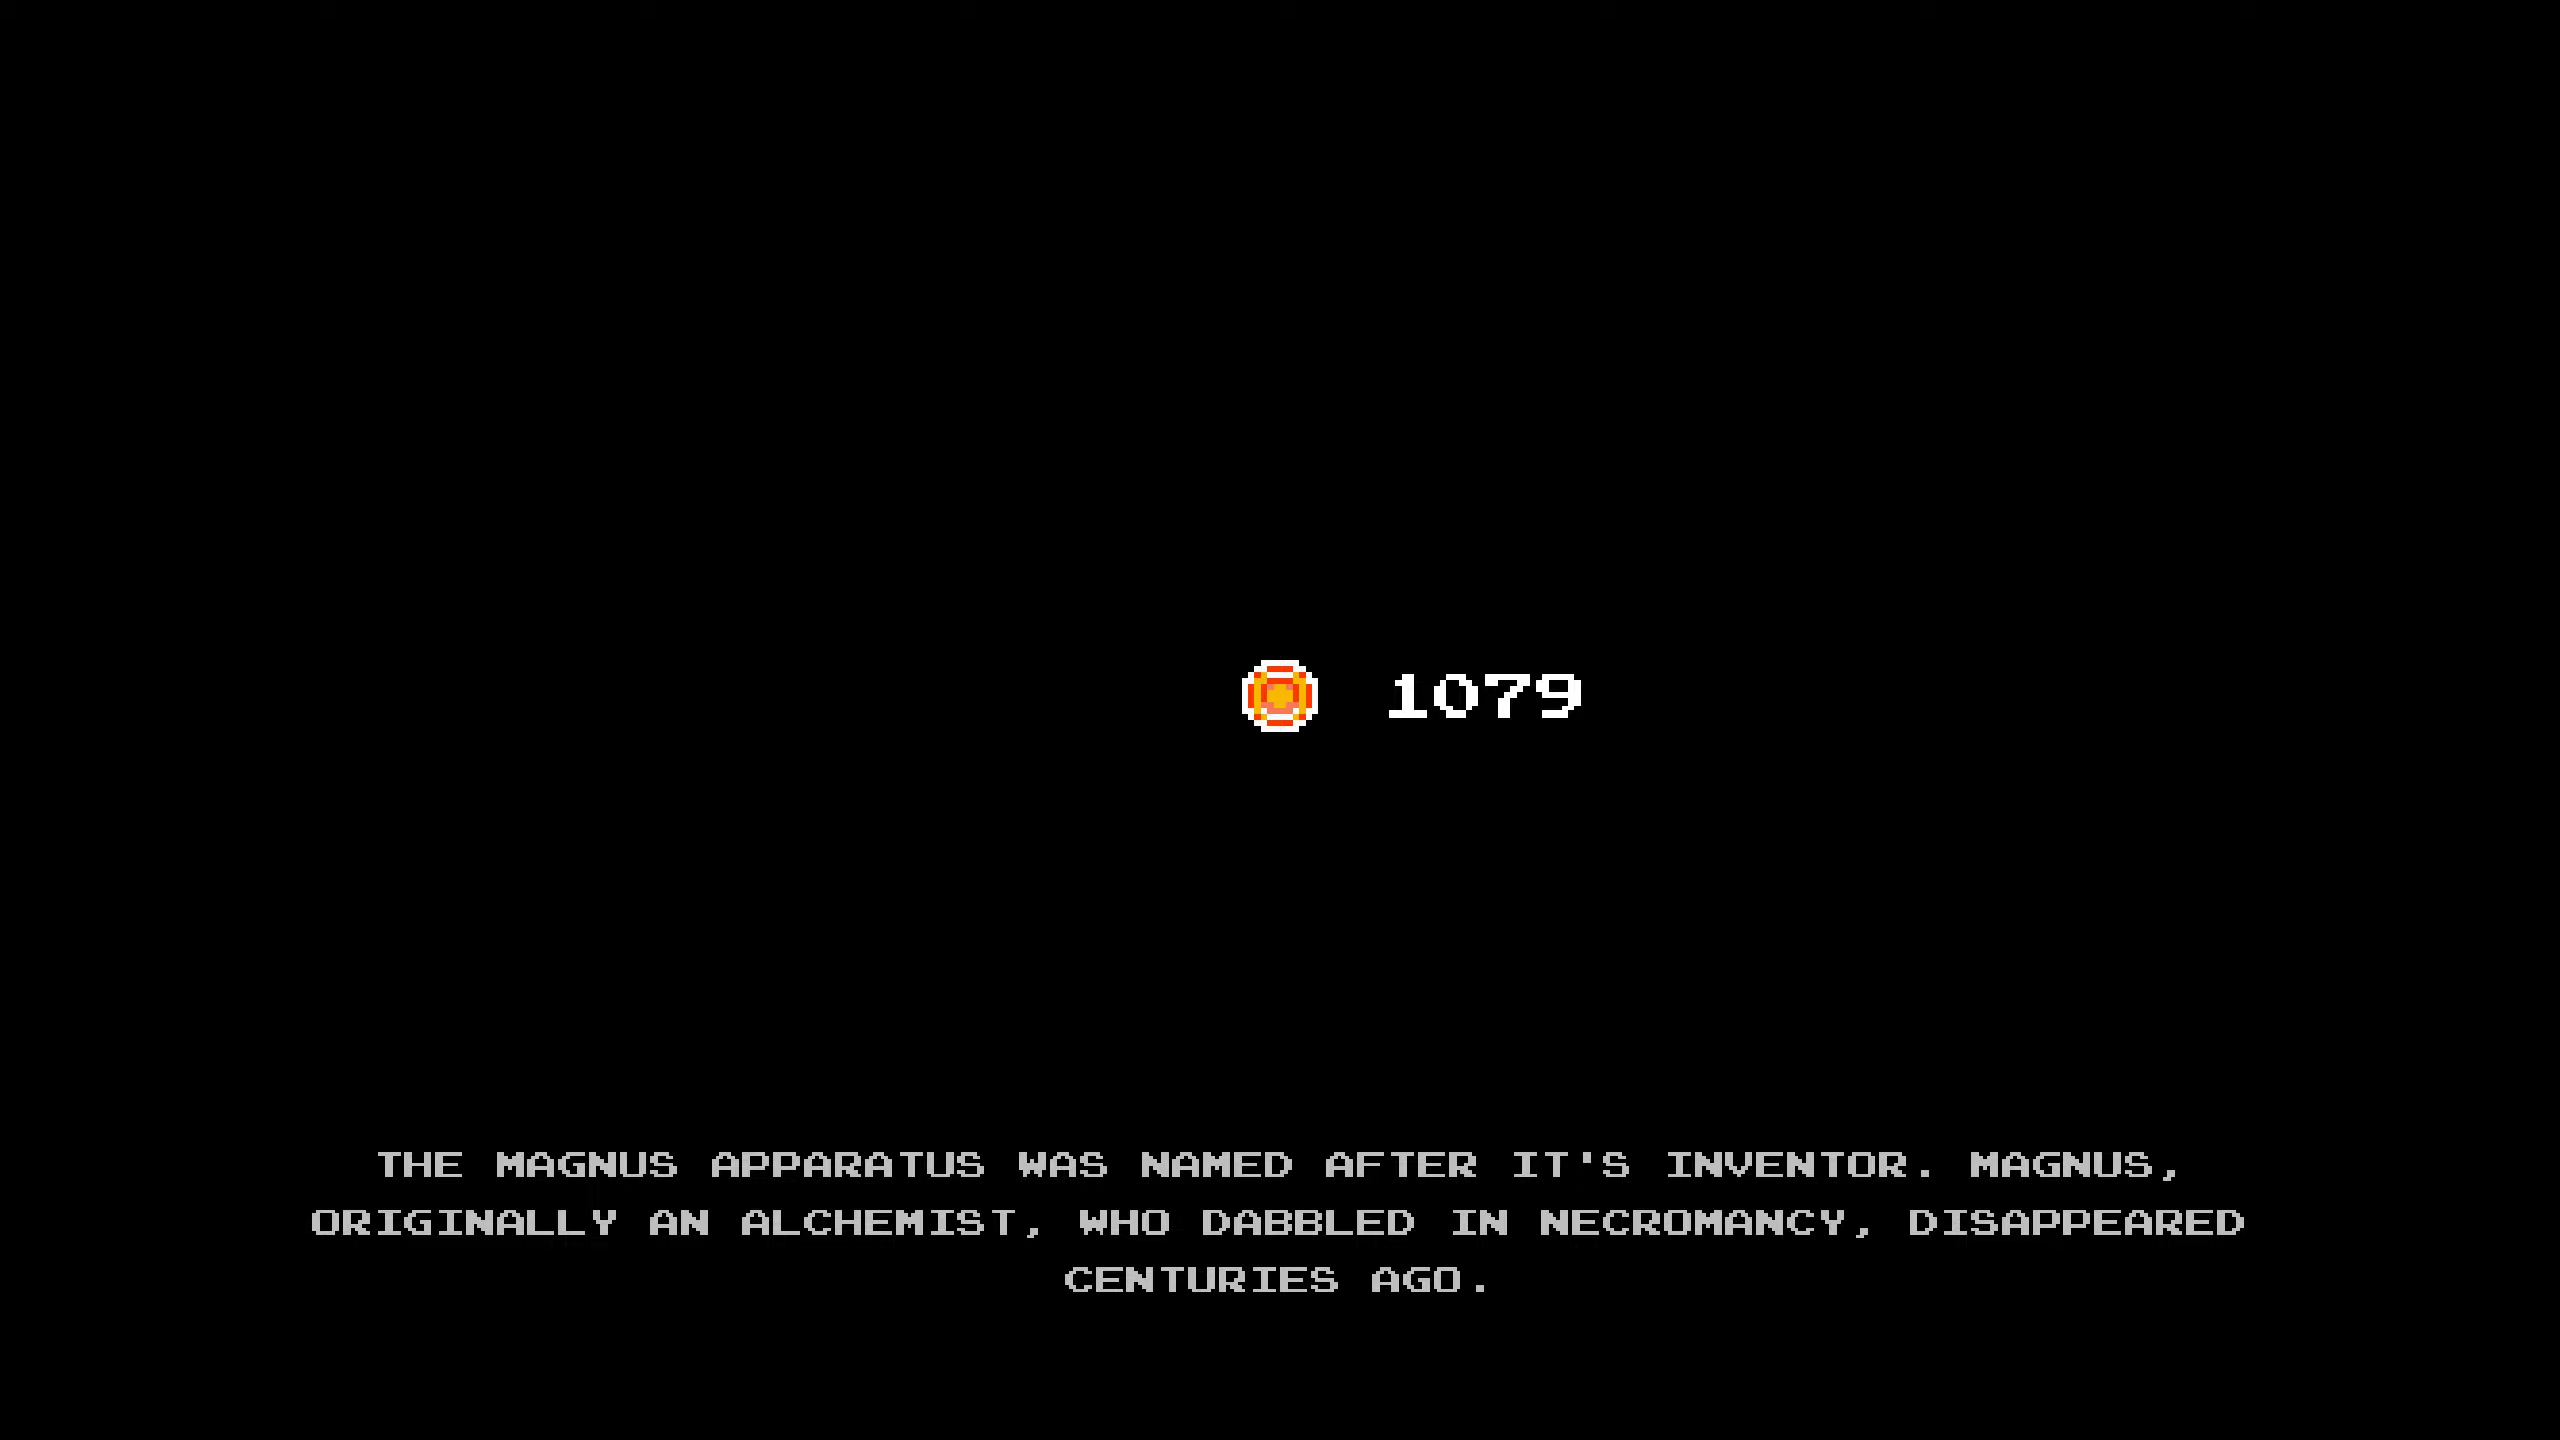 1079
THE MAGNUS APPARATUS WAS NAMED AFTER IT'S INVENTOR. MAGNUS,
ORIGINALLY AN ALCHEMIST, WHO DABBLED IN NECROMANCY, DISAPPEARED
CENTURIES AGO.